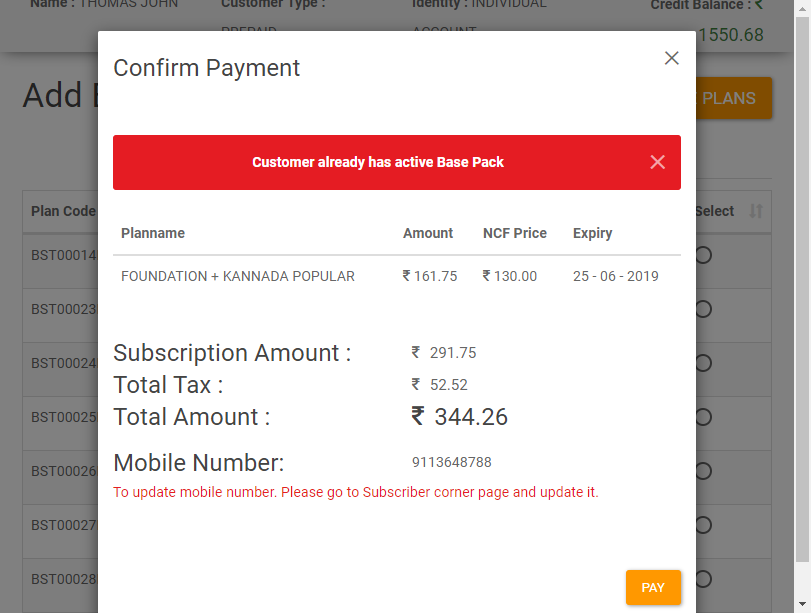 Name : THOMAS JOHN Customer Type : Identity : INDIVIDUAL Credit Balance : ₹
PREPAID ACCOUNT 1550.68
Confirm Payment
Add
PLANS
Customer already has active Base Pack
Plan Code Select
Planname Amount NCF Price Expiry
BST00014
FOUNDATION + KANNADA POPULAR ₹ 161.75 ₹ 130.00 25 - 06 - 2019
BST00023
Subscription Amount : ₹ 291.75
BST00024
Total Tax : ₹ 52.52
Total Amount : ₹ 344.26
BST00025
Mobile Number: 9113648788
BST00026
To update mobile number. Please go to Subscriber corner page and update it.
BST00027
BST00028
PAY